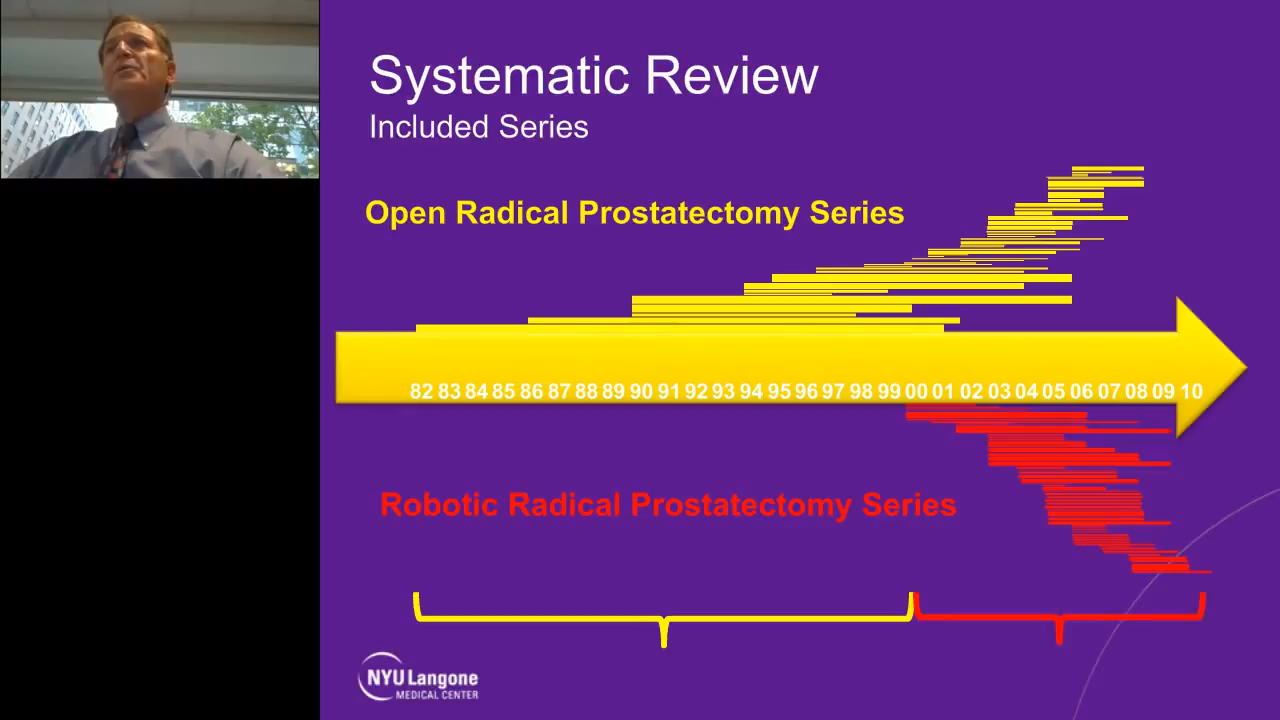 Systematic Review
Included Series
Open Radical Prostatectomy Series
82 83 84 85 86 87 88 89 90 91 92 93 94 95 96 97 98 99 00 01 02 03 04 05 06 07 08 09 10
Robotic Radical Prostatectomy Series
NYU Langone
MEDICAL CENTER